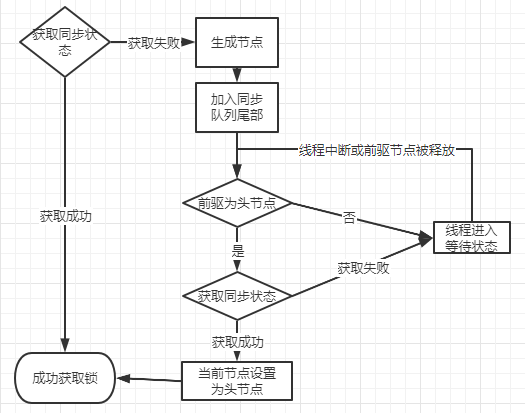 获取同步状
态
获取失败
生成节点
加入同步
队列尾部
线程中断或前驱节点被释放
前驱为头节点
否
获取成功
线程进入
等待状态
是
获取失败
获取同步状态
获取成功
当前节点设置
为头节点
成功获取锁